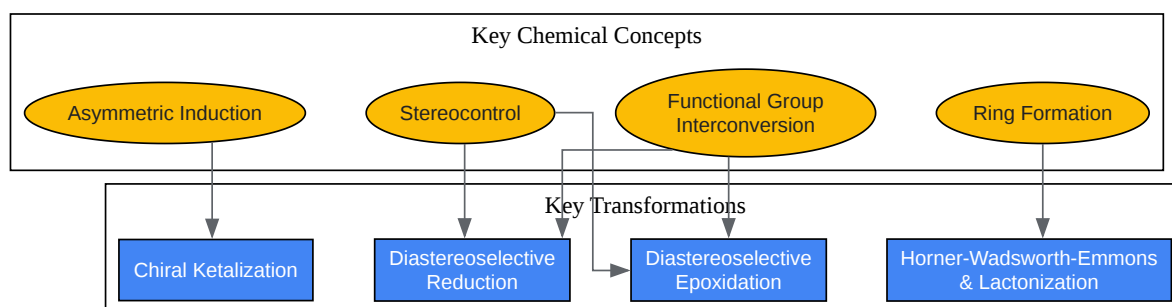 Key Chemical Concepts
Asymmetric Induction
Stereocontrol
Functional Group
Interconversion
Ring Formation
Key Transformations
Chiral Ketalization
Diastereoselective
Reduction
Diastereoselective
Epoxidation
Horner-Wadsworth-Emmons
& Lactonization